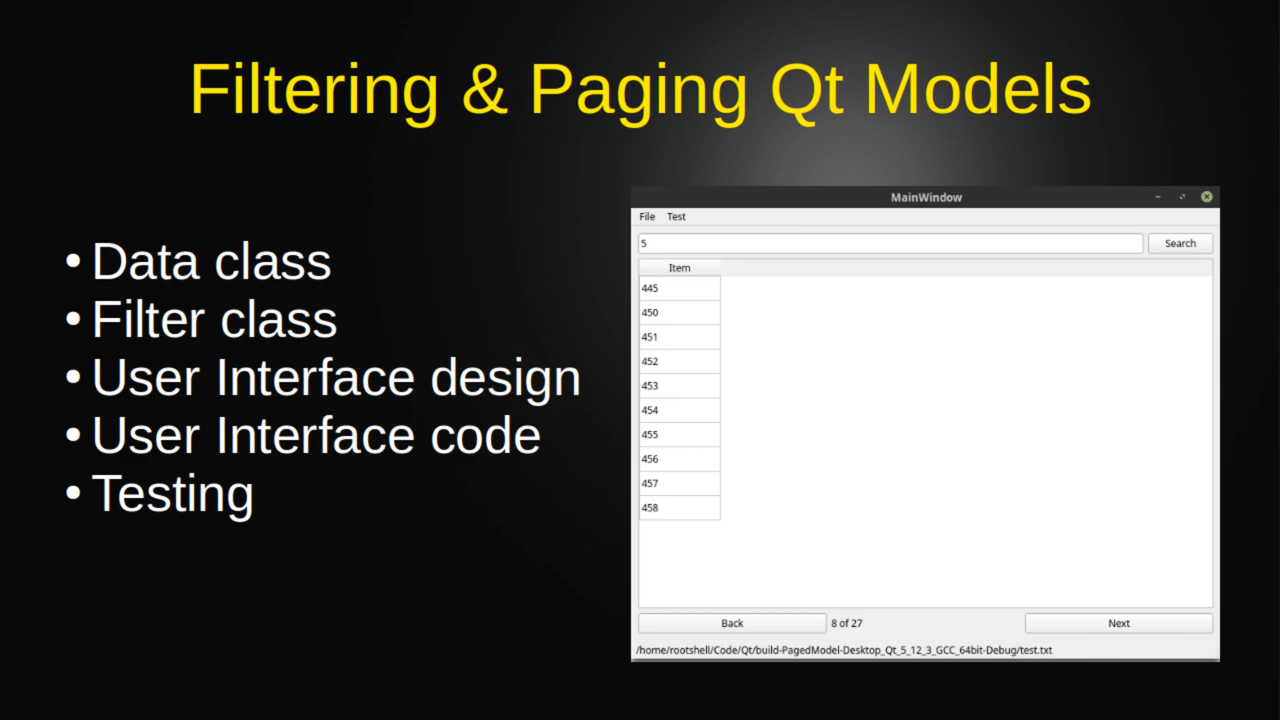 Filtering & Paging Qt Models
• Data class
• Filter class
• User Interface design
• User Interface code
• Testing
MainWindow
File Test
5 Search
Item
445
450
451
452
453
454
455
456
457
458
Back 8 of 27 Next
/home/rootshell/Code/Qt/build-PagedModel-Desktop_Qt_5_12_3_GCC_64bit-Debug/test.txt